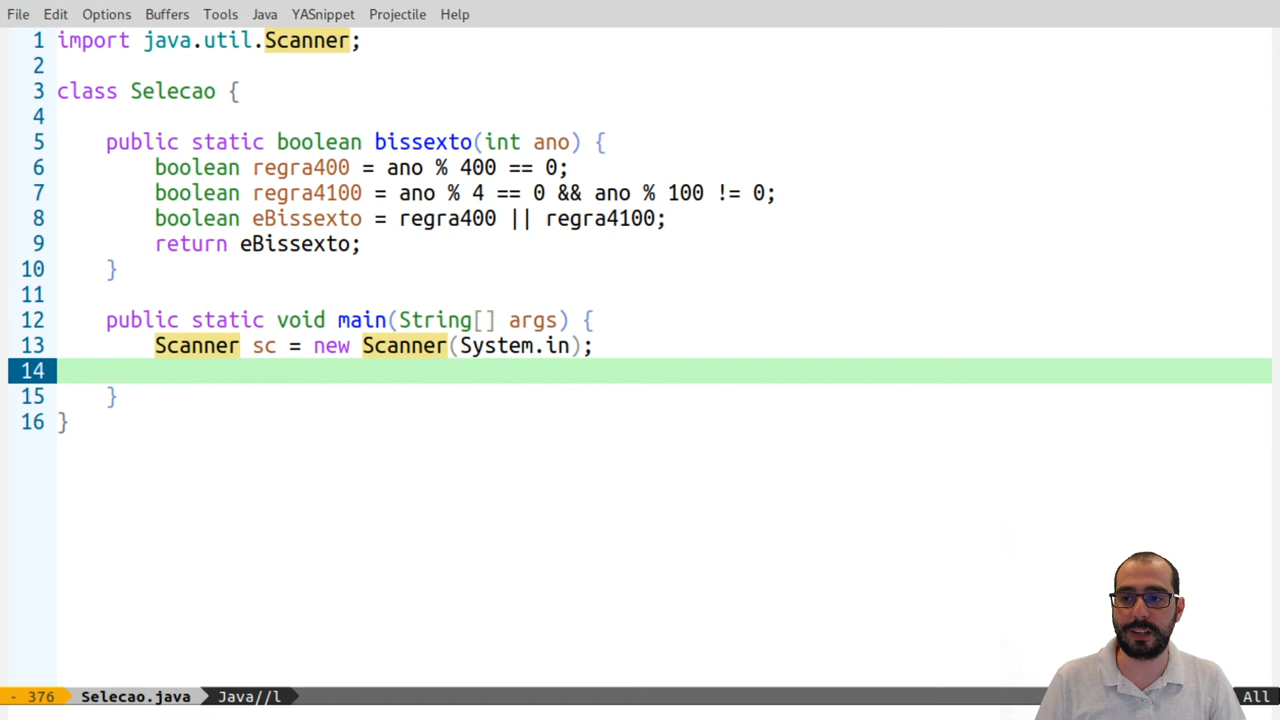 File Edit Options Buffers Tools Java YASnippet Projectile Help
1 import java.util.Scanner;
2
3 class Selecao {
4
5 public static boolean bissexto(int ano) {
6 boolean regra400 = ano % 400 == 0;
7 boolean regra4100 = ano % 4 == 0 && ano % 100 != 0;
8 boolean eBissexto = regra400 || regra4100;
9 return eBissexto;
10 }
11
12 public static void main(String[] args) {
13 Scanner sc = new Scanner(System.in);
14
15 }
16 }
- 376 Selecao.java Java//l All